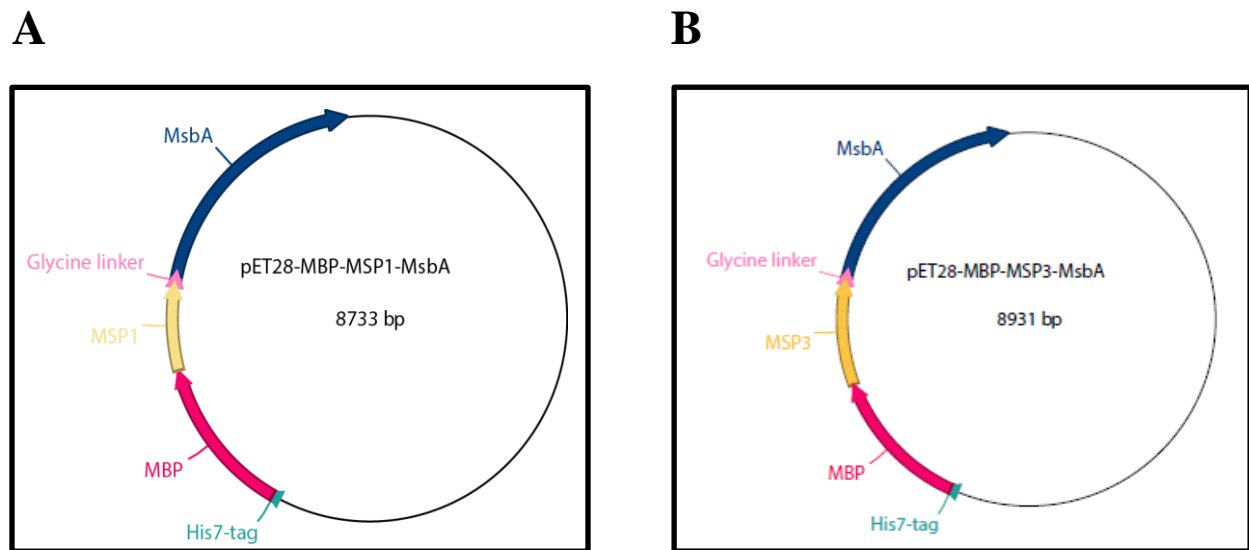 A
MsbA
Glycine linker
pET28-MBP-MSP1-MsbA
8733 bp
MSP1
MBP
His7-tag
B
MsbA
Glycine linker
pET28-MBP-MSP3-MsbA
8931 bp
MSP3
MBP
His7-tag